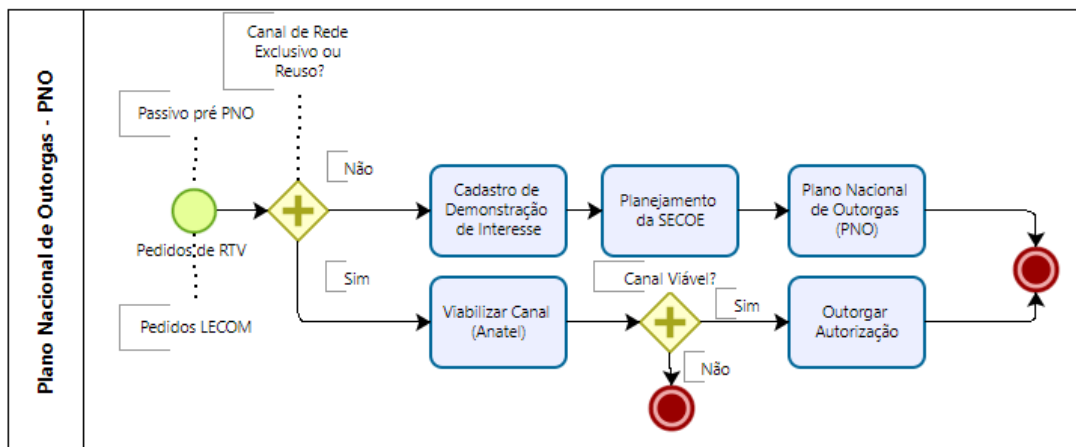 Plano Nacional de Outorgas - PNO
Canal de Rede
Exclusivo ou
Reuso?
Passivo pré PNO
Não
Cadastro de
Demonstração
de Interesse
Planejamento
da SECOE
Plano Nacional
de Outorgas
(PNO)
Pedidos de RTV
Sim
Canal Viável?
Pedidos LECOM
Viabilizar Canal
(Anatel)
Sim
Outorgar
Autorização
Não